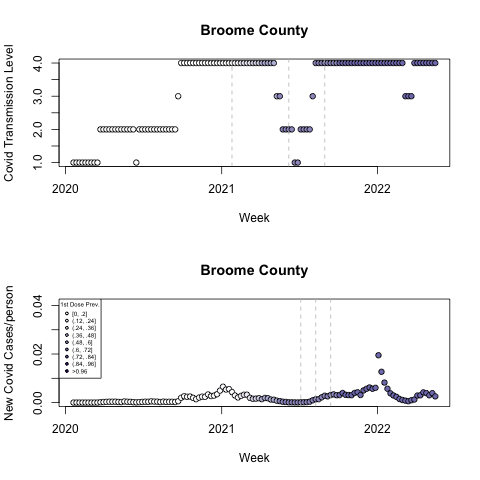 Broome County
Covid Transmission Level
4.0
3.0
2.0
1.0
2020 2021 2022
Week
Broome County
New Covid Cases/person
0.04
0.02
0.00
1st Dose Prev.
[0, .2]
(.12, .24]
(.24, .36]
(.36, .48]
(.48, .6]
(.6, .72]
(.72, .84]
(.84, .96]
>0.96
2020 2021 2022
Week